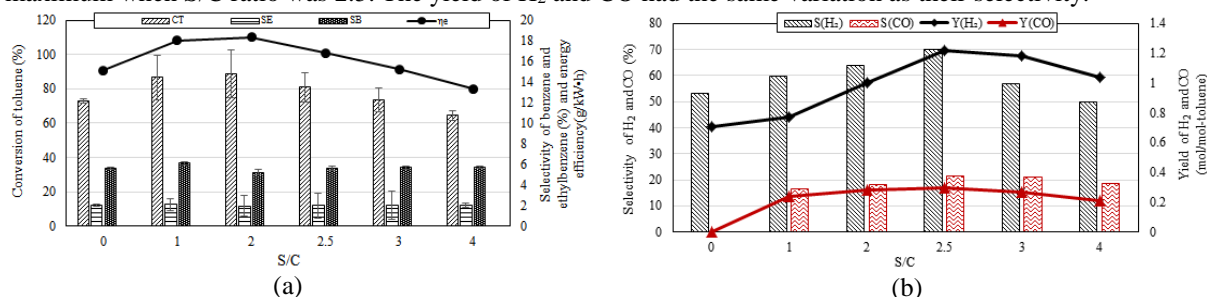 maximum when S/C ratio was 2.5. The yield of H₂ and CO had the same variation as their selectivity.
CT SE SB ηe
Conversion of toluene (%)
120
100
80
60
40
20
0
20
18
16
14
12
10
8
6
4
2
0
Selectivity of benzene and
ethylbenzene (%) and energy
efficiency(g/kW•h)
0 1 2 2.5 3 4
S/C
(a)
S(H₂) S(CO) Y(H₂) Y(CO)
Selectivity of H₂ and CO (%)
80
70
60
50
40
30
20
10
0
1.4
1.2
1
0.8
0.6
0.4
0.2
0
Yield of H₂ and CO
(mol/mol-toluene)
0 1 2 2.5 3 4
S/C
(b)